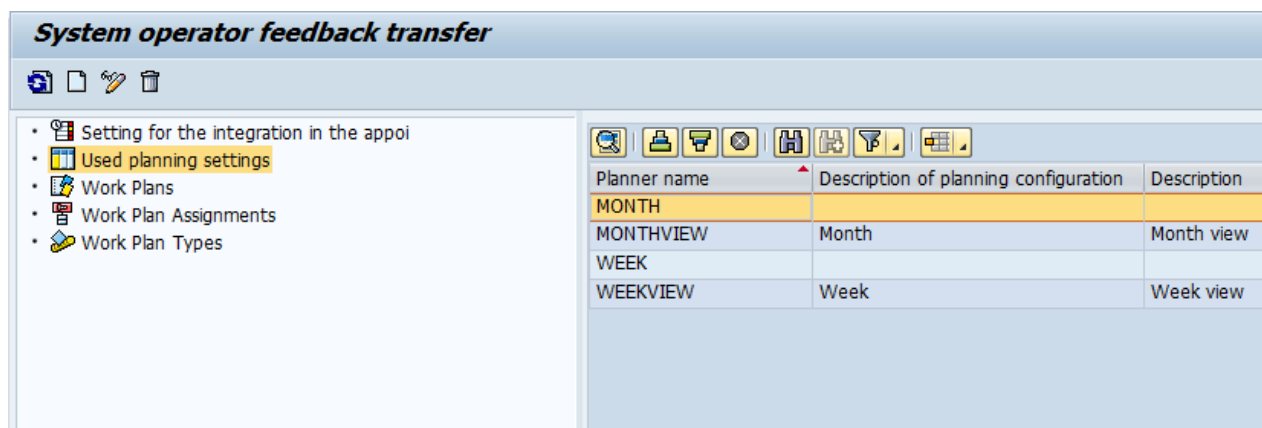 System operator feedback transfer
Setting for the integration in the appoi
Used planning settings
Work Plans
Work Plan Assignments
Work Plan Types
Planner name Description of planning configuration Description
MONTH
MONTHVIEW Month Month view
WEEK
WEEKVIEW Week Week view